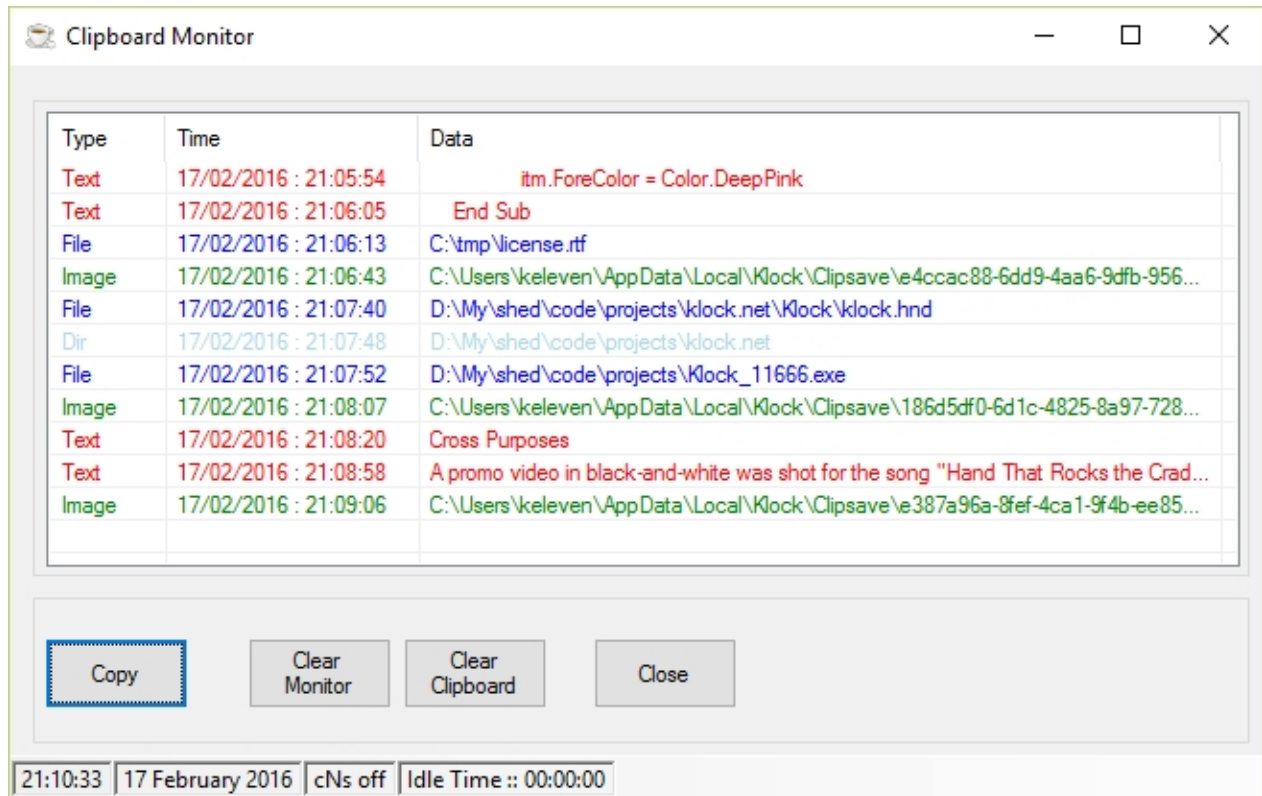 Clipboard Monitor
Type Time Data
Text 17/02/2016 : 21:05:54 itm.ForeColor = Color.DeepPink
Text 17/02/2016 : 21:06:05 End Sub
File 17/02/2016 : 21:06:13 C:\tmp\license.rtf
Image 17/02/2016 : 21:06:43 C:\Users\keleven\AppData\Local\Klock\Clipsave\e4ccac88-6dd9-4aa6-9dfb-956...
File 17/02/2016 : 21:07:40 D:\My\shed\code\projects\klock.net\Klock\klock.hnd
Dir 17/02/2016 : 21:07:48 D:\My\shed\code\projects\klock.net
File 17/02/2016 : 21:07:52 D:\My\shed\code\projects\Klock_11666.exe
Image 17/02/2016 : 21:08:07 C:\Users\keleven\AppData\Local\Klock\Clipsave\186d5df0-6d1c-4825-8a97-728...
Text 17/02/2016 : 21:08:20 Cross Purposes
Text 17/02/2016 : 21:08:58 A promo video in black-and-white was shot for the song "Hand That Rocks the Crad...
Image 17/02/2016 : 21:09:06 C:\Users\keleven\AppData\Local\Klock\Clipsave\e387a96a-8fef-4ca1-9f4b-ee85...
Copy
Clear Monitor
Clear Clipboard
Close
21:10:33 17 February 2016 cNs off Idle Time :: 00:00:00